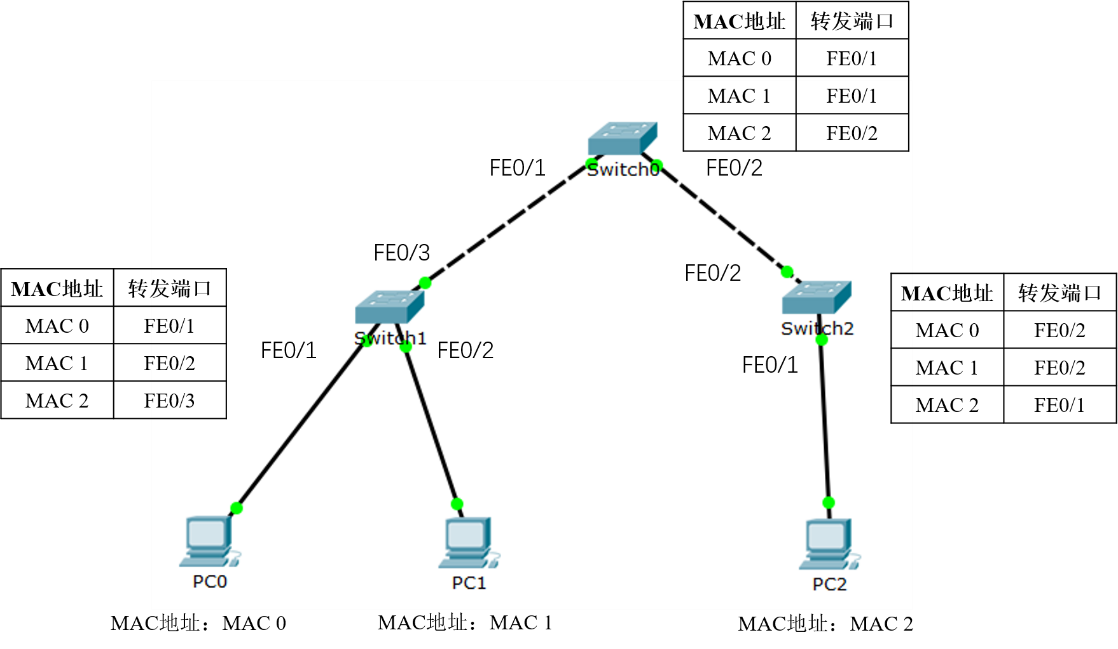 MAC地址 转发端口
MAC 0 FE0/1
MAC 1 FE0/1
MAC 2 FE0/2
FE0/1 Switch0 FE0/2
FE0/3
FE0/2
MAC地址 转发端口
MAC 0 FE0/1
MAC 1 FE0/2
MAC 2 FE0/3
Switch1
FE0/1
FE0/2
Switch2
FE0/1
MAC地址 转发端口
MAC 0 FE0/2
MAC 1 FE0/2
MAC 2 FE0/1
PC0
PC1
PC2
MAC地址：MAC 0
MAC地址：MAC 1
MAC地址：MAC 2